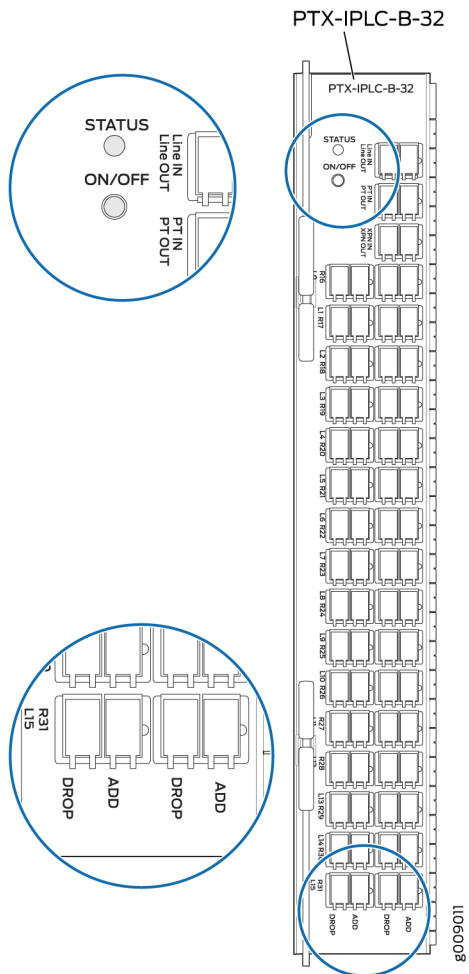 PTX-IPLC-B-32
PTX-IPLC-B-32
STATUS
ON/OFF
Line IN
Line OUT
PT IN
PT OUT
STATUS
ON/OFF
Line IN
Line OUT
PT IN
PT OUT
XPN IN
XPN OUT
R16
L1 R17
L2 R18
L3 R19
L4 R20
L5 R21
L6 R22
L7 R23
L8 R24
L9 R25
L10 R26
R27
R28
L13 R29
L14 R30
R31
L15
DROP
ADD
DROP
ADD
R31
L15
DROP
ADD
DROP
ADD
g060011